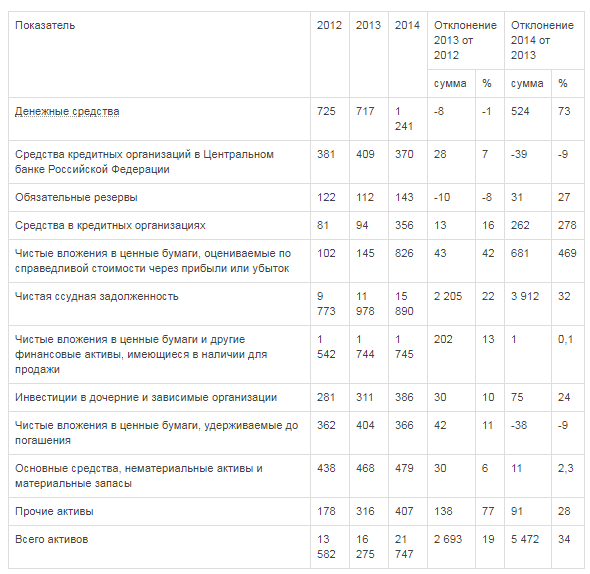 Показатель 2012 2013 2014 Отклонение Отклонение
2013 от 2014 от
2012 2013
сумма % сумма %
Денежные средства 725 717 1 -8 -1 524 73
241
Средства кредитных организаций в Центральном 381 409 370 28 7 -39 -9
банке Российской Федерации
Обязательные резервы 122 112 143 -10 -8 31 27
Средства в кредитных организациях 81 94 356 13 16 262 278
Чистые вложения в ценные бумаги, оцениваемые по 102 145 826 43 42 681 469
справедливой стоимости через прибыли или убыток
Чистая ссудная задолженность 9 11 15 2 205 22 3 912 32
773 978 890
Чистые вложения в ценные бумаги и другие 1 1 1 202 13 1 0,1
финансовые активы, имеющиеся в наличии для 542 744 745
продажи
Инвестиции в дочерние и зависимые организации 281 311 386 30 10 75 24
Чистые вложения в ценные бумаги, удерживаемые до 362 404 366 42 11 -38 -9
погашения
Основные средства, нематериальные активы и 438 468 479 30 6 11 2,3
материальные запасы
Прочие активы 178 316 407 138 77 91 28
Всего активов 13 16 21 2 693 19 5 472 34
582 275 747